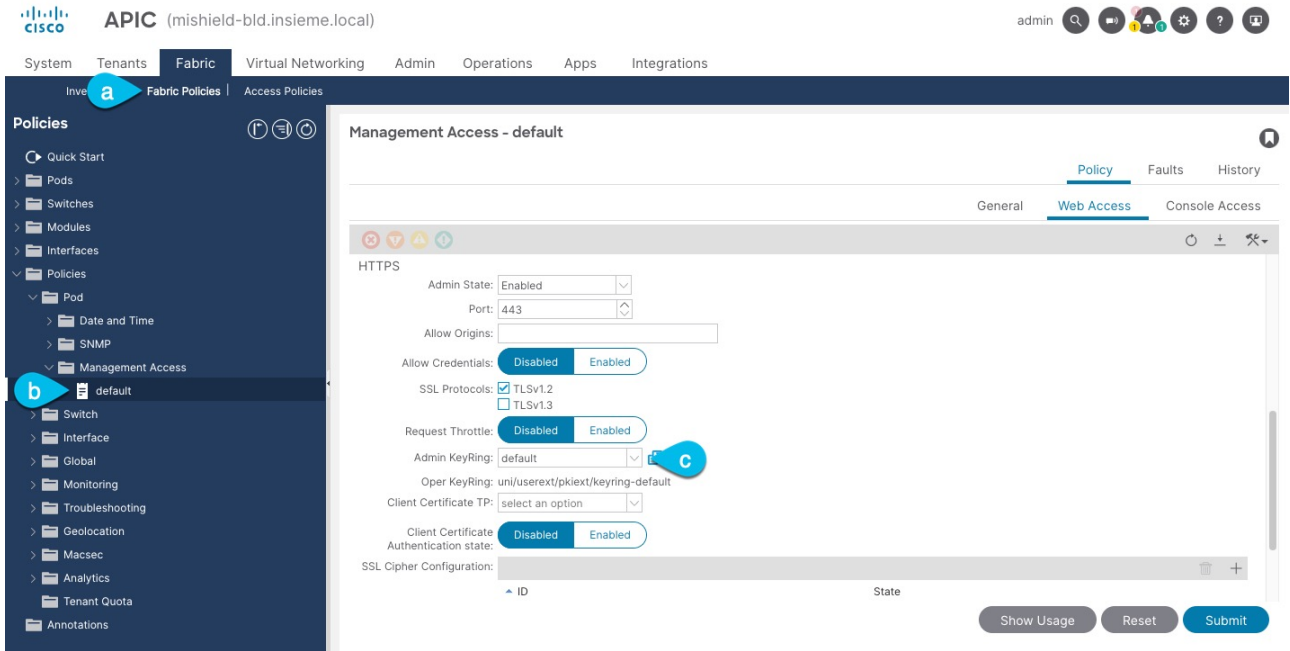 CISCO
APIC (mishield-bld.insieme.local)
admin
System Tenants Fabric Virtual Networking Admin Operations Apps Integrations
Inve a Fabric Policies | Access Policies
Policies
Quick Start
Pods
Switches
Modules
Interfaces
Policies
Pod
Date and Time
SNMP
Management Access
b default
Switch
Interface
Global
Monitoring
Troubleshooting
Geolocation
Macsec
Analytics
Tenant Quota
Annotations
Management Access - default
Policy Faults History
General Web Access Console Access
HTTPS
Admin State: Enabled
Port: 443
Allow Origins:
Allow Credentials: Disabled Enabled
SSL Protocols: TLSv1.2
TLSv1.3
Request Throttle: Disabled Enabled
Admin KeyRing: default c
Oper KeyRing: uni/userext/pkiext/keyring-default
Client Certificate TP: select an option
Client Certificate
Authentication state: Disabled Enabled
SSL Cipher Configuration:
ID State
Show Usage Reset Submit